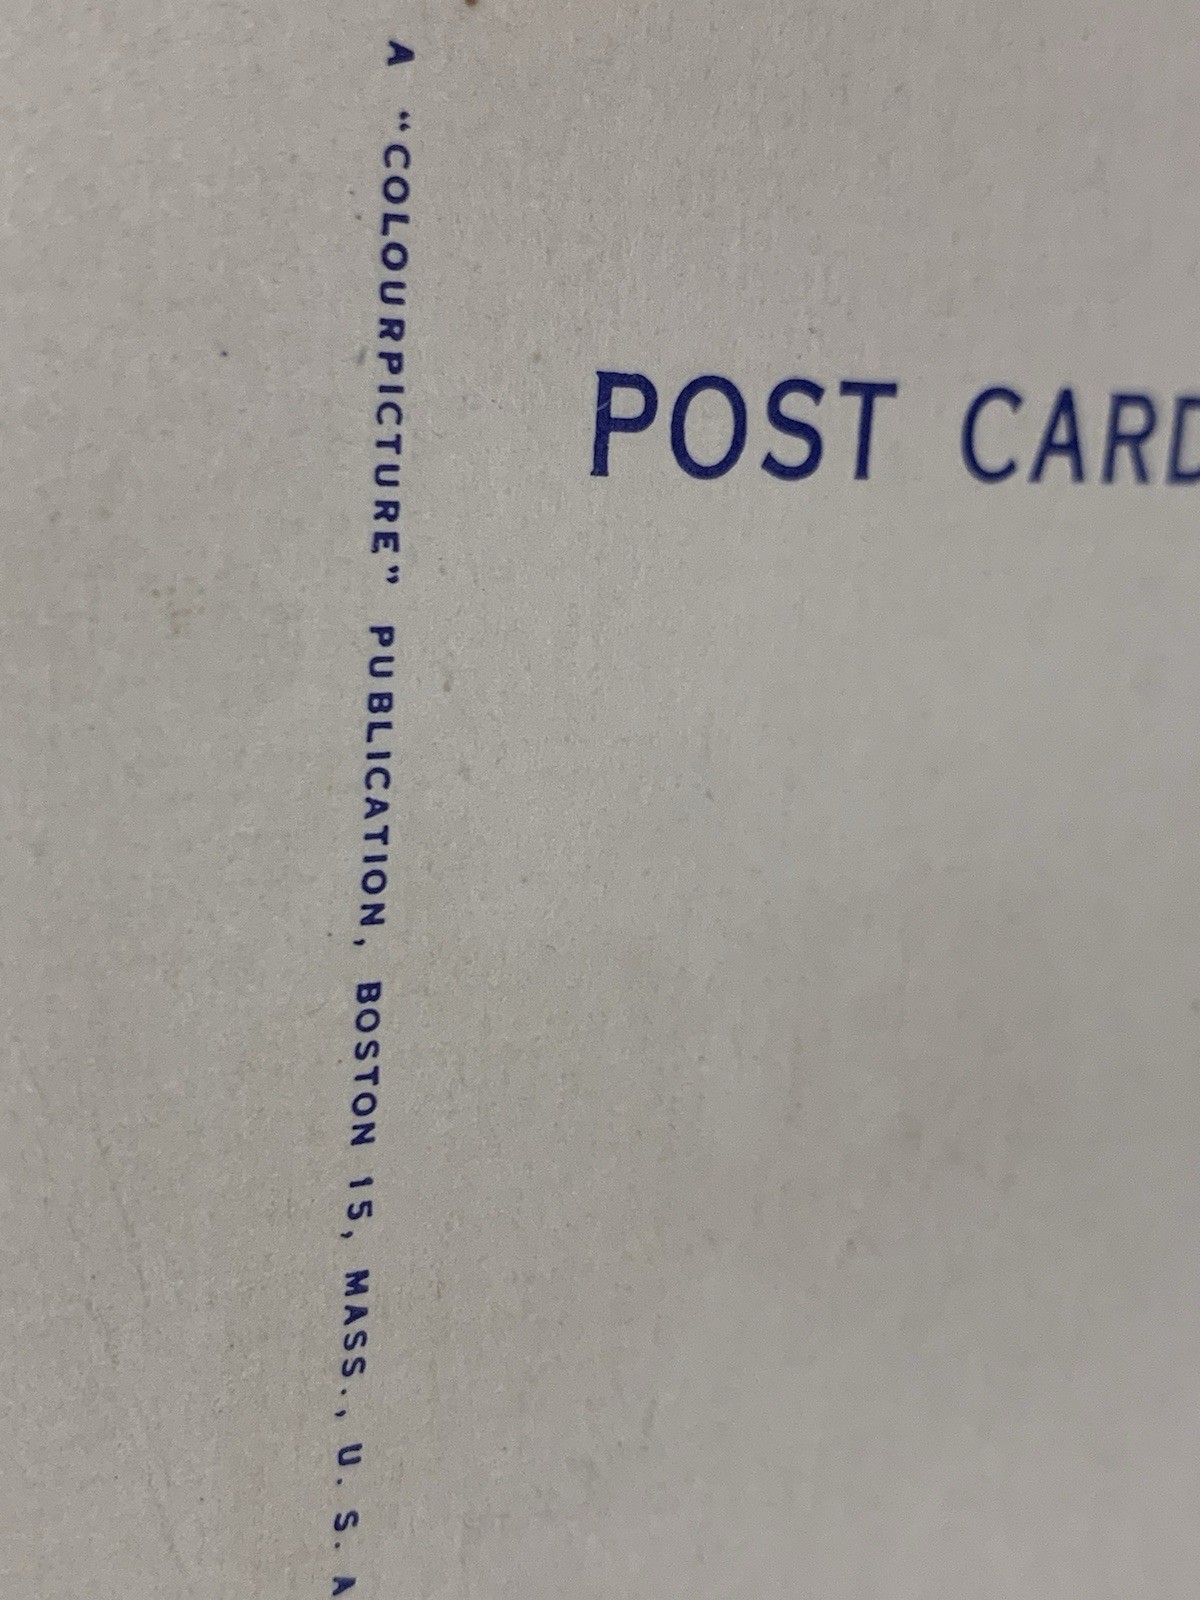 A "COLOURPICTURE" PUBLICATION, BOSTON 15, MASS., U. S. A
POST CARD